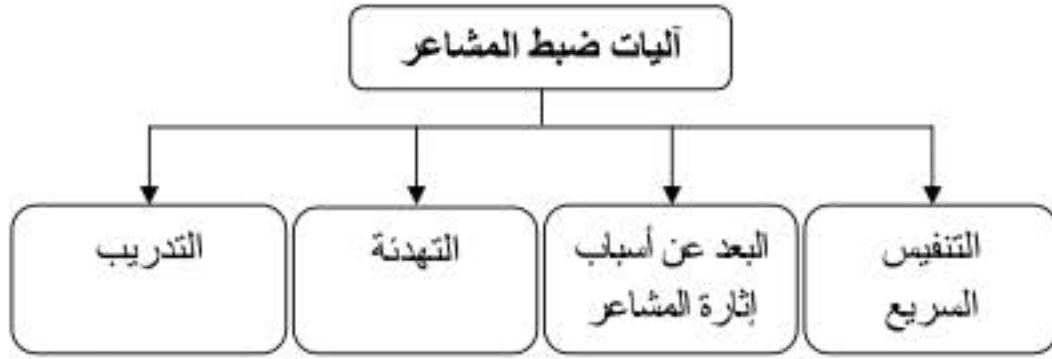 آليات ضبط المشاعر
التنفيس
السريع
البعد عن أسباب
إثارة المشاعر
التهدئة
التدريب